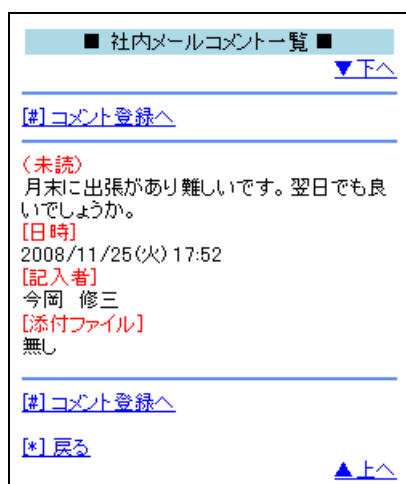 ■ 社内メールコメント一覧 ■
▼下へ
[#]コメント登録へ
(未読)
月末に出張があり難しいです。翌日でも良
いでしょうか。
[日時]
2008/11/25(火) 17:52
[記入者]
今岡　修三
[添付ファイル]
無し
[#]コメント登録へ
[*]戻る
▲上へ